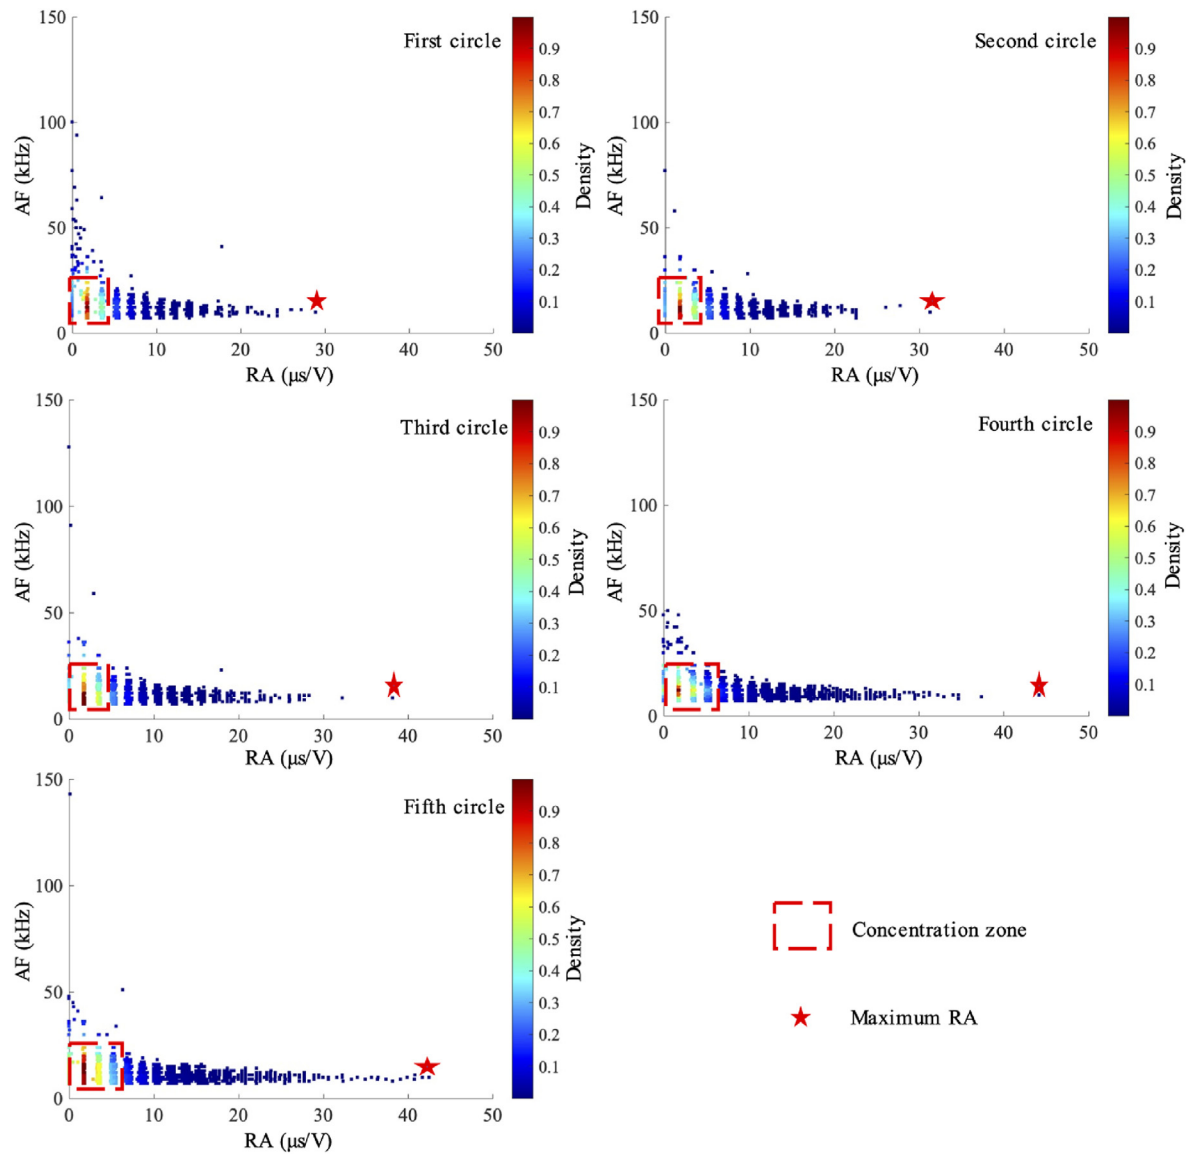 First circle
150
100
50
0
AF (kHz)
0 10 20 30 40 50
RA (μs/V)
0.9
0.8
0.7
0.6
0.5
0.4
0.3
0.2
0.1
Density
Second circle
150
100
50
0
AF (kHz)
0 10 20 30 40 50
RA (μs/V)
0.9
0.8
0.7
0.6
0.5
0.4
0.3
0.2
0.1
Density
Third circle
150
100
50
0
AF (kHz)
0 10 20 30 40 50
RA (μs/V)
0.9
0.8
0.7
0.6
0.5
0.4
0.3
0.2
0.1
Density
Fourth circle
150
100
50
0
AF (kHz)
0 10 20 30 40 50
RA (μs/V)
0.9
0.8
0.7
0.6
0.5
0.4
0.3
0.2
0.1
Density
Fifth circle
150
100
50
0
AF (kHz)
0 10 20 30 40 50
RA (μs/V)
0.9
0.8
0.7
0.6
0.5
0.4
0.3
0.2
0.1
Density
Concentration zone
Maximum RA